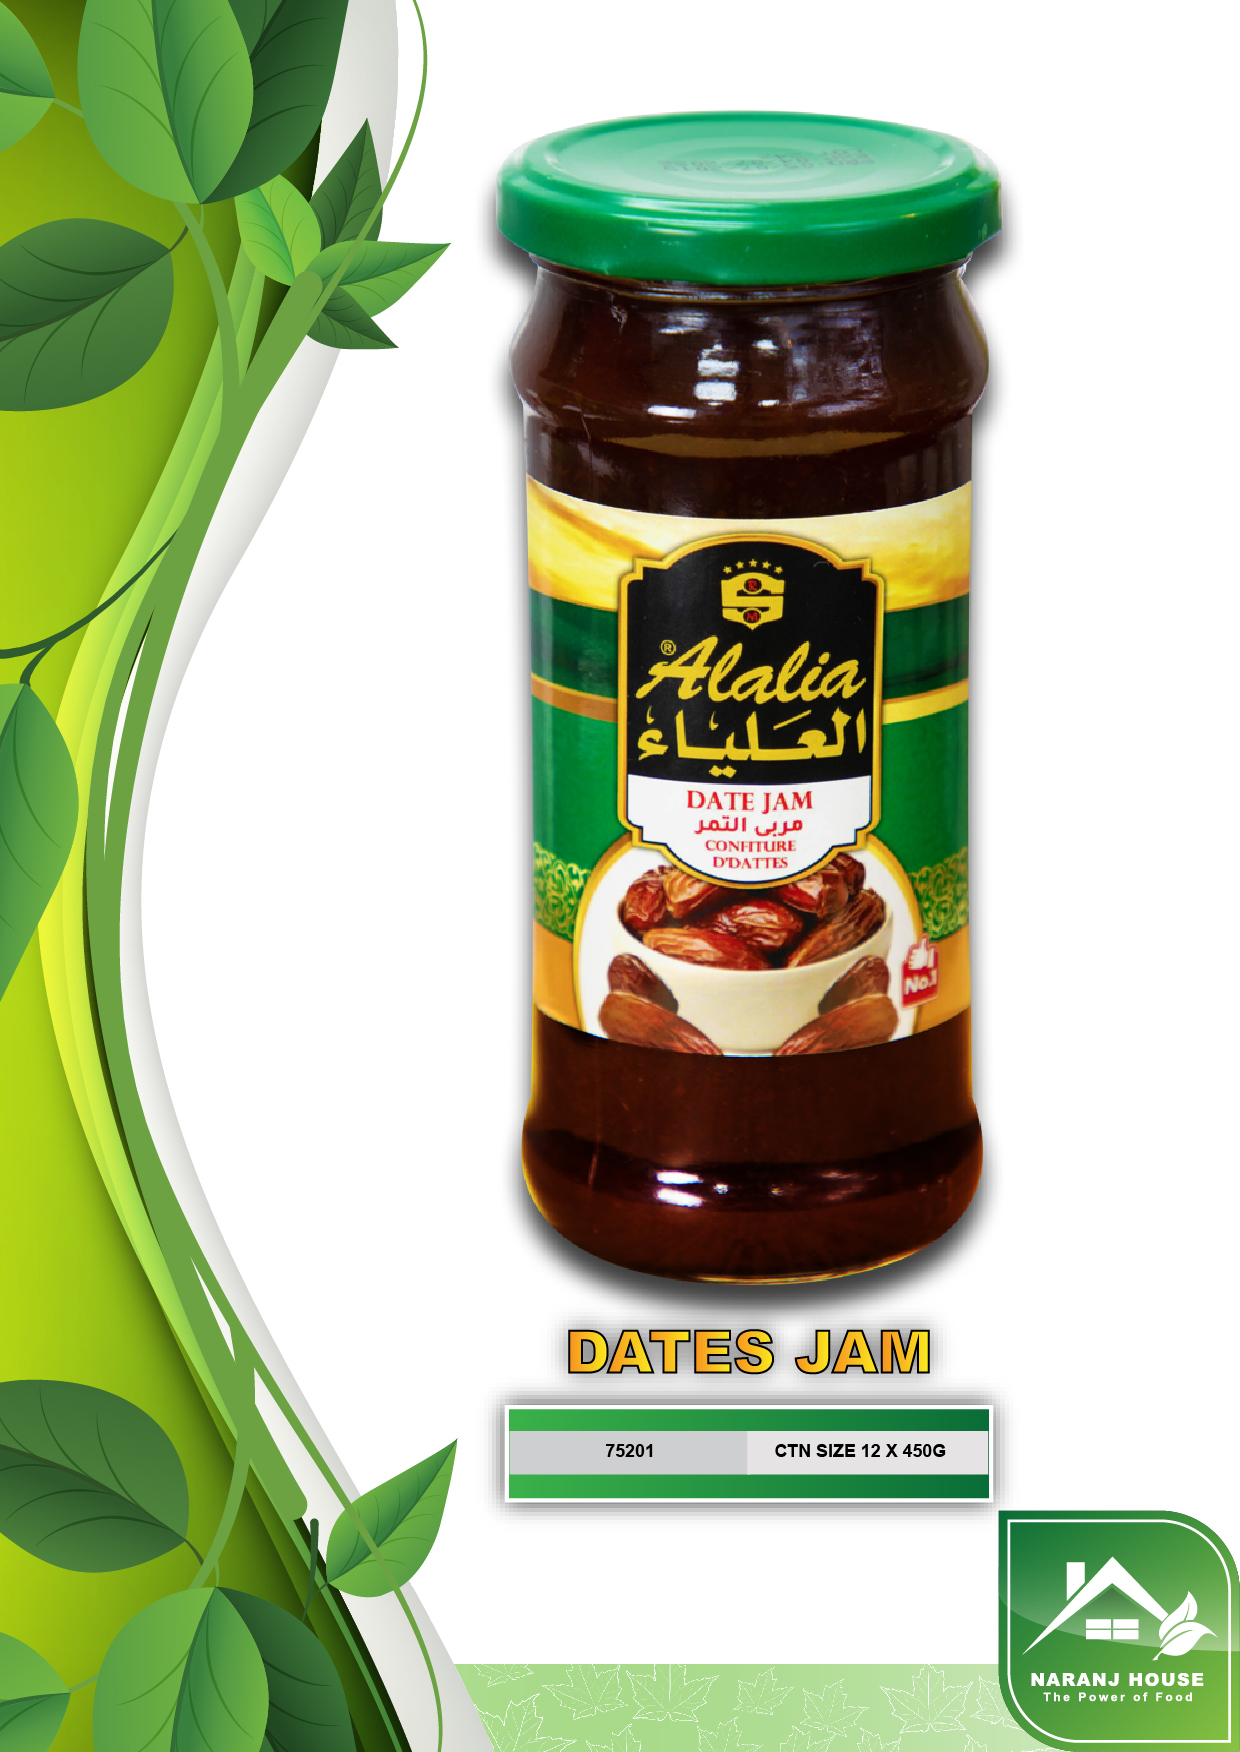 ®
Alalia
العلياء
DATE JAM
مربى التمر
CONFITURE
D'DATTES
No.1
DATES JAM
75201 CTN SIZE 12 X 450G
NARANJ HOUSE
The Power of Food